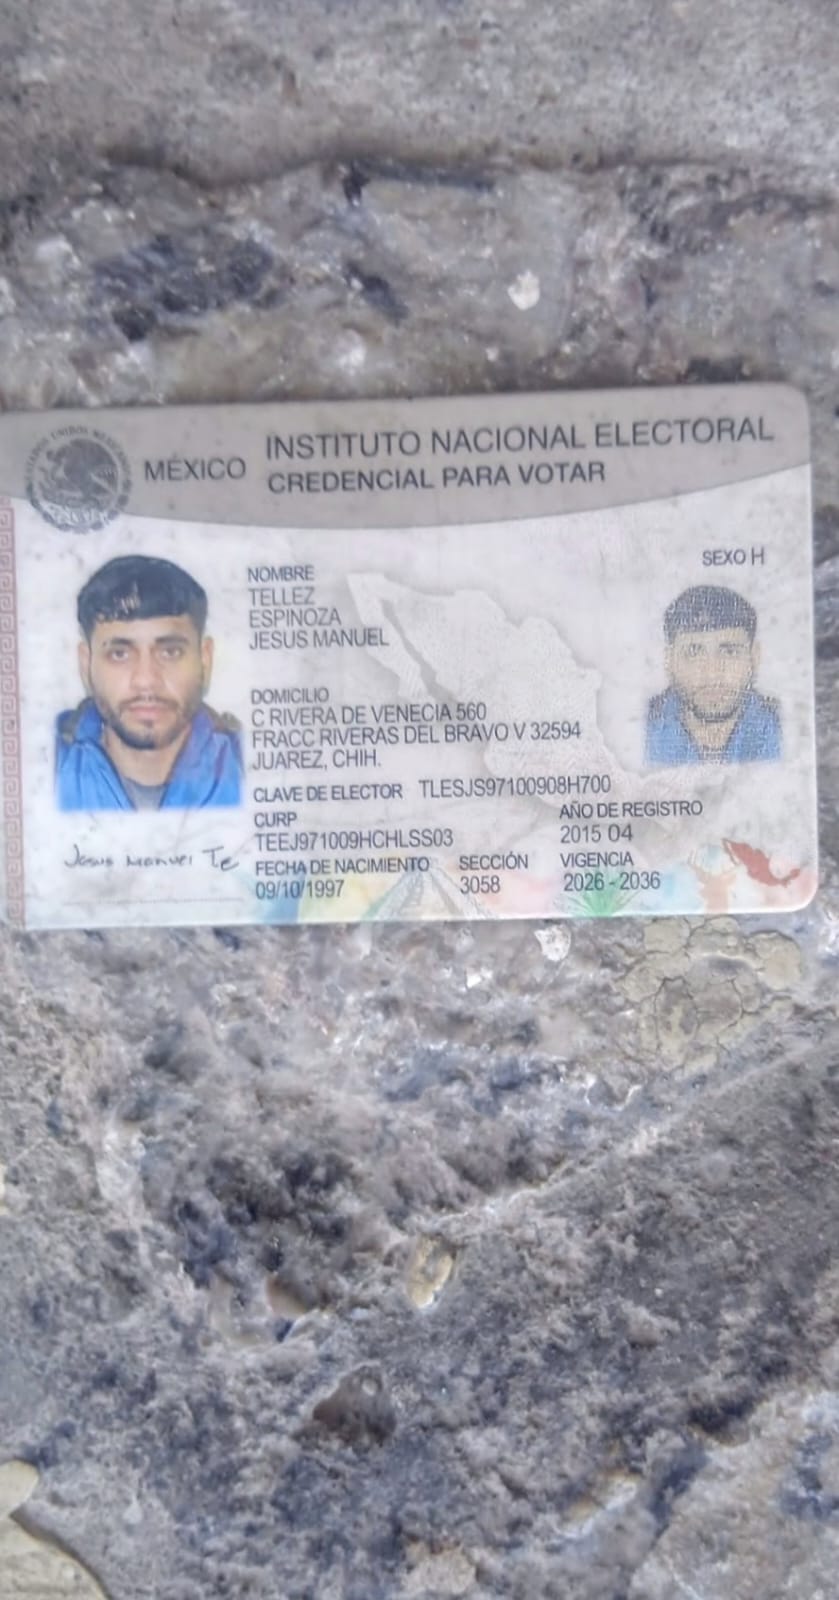 MÉXICO
INSTITUTO NACIONAL ELECTORAL
CREDENCIAL PARA VOTAR
SEXO H
NOMBRE
TELLEZ
ESPINOZA
JESUS MANUEL
DOMICILIO
C RIVERA DE VENECIA 560
FRACC RIVERAS DEL BRAVO V 32594
JUAREZ, CHIH.
CLAVE DE ELECTOR TLESJS97100908H700
CURP
TEEJ971009HCHLSS03
AÑO DE REGISTRO
2015 04
FECHA DE NACIMIENTO
09/10/1997
SECCIÓN
3058
VIGENCIA
2026 - 2036
Jesus Manuel Te